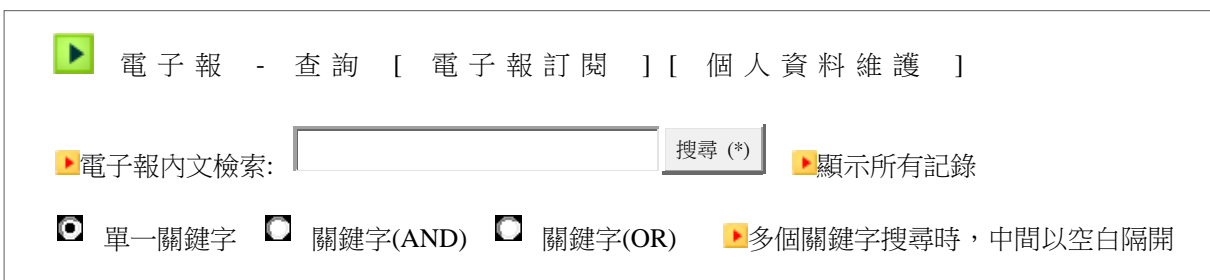 電子報 - 查詢 [ 電子報訂閱 ][ 個人資料維護 ]
電子報內文檢索: 搜尋 (*) 顯示所有記錄
單一關鍵字 關鍵字(AND) 關鍵字(OR) 多個關鍵字搜尋時，中間以空白隔開